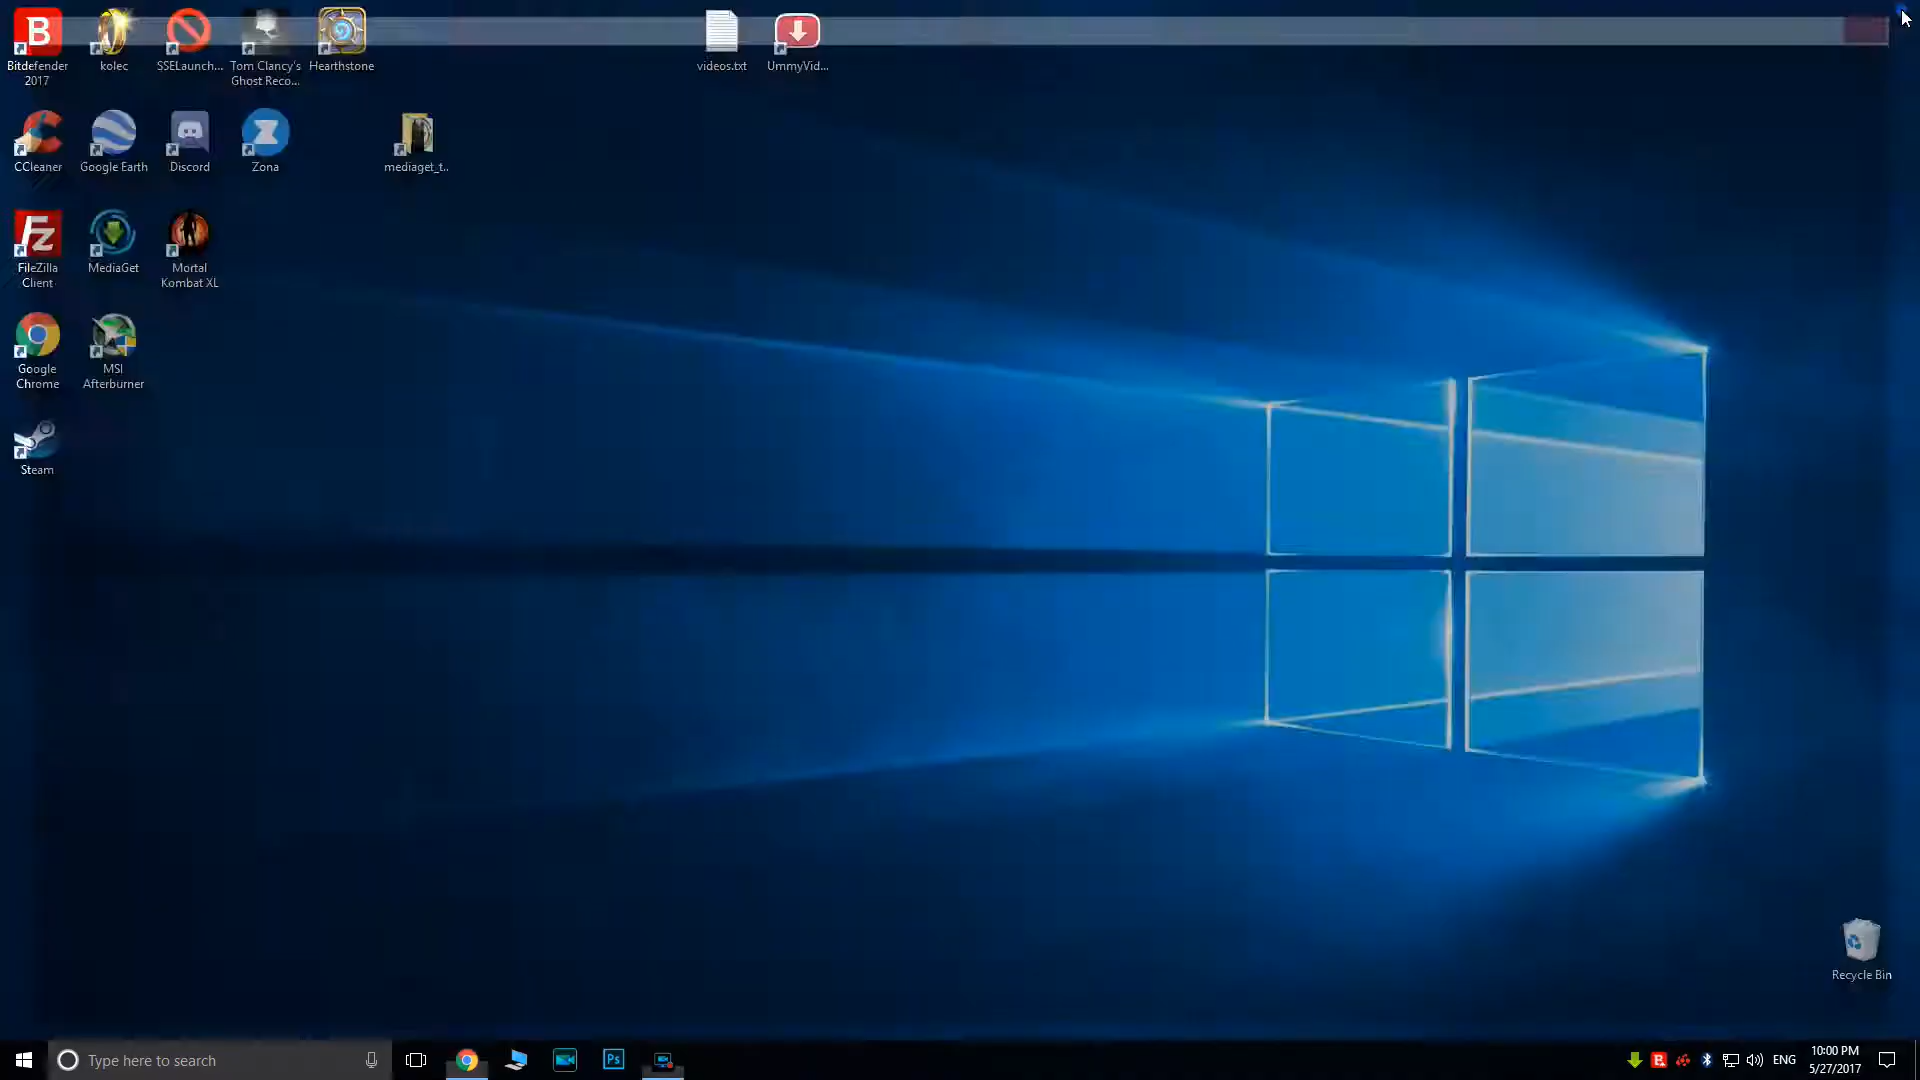 Bitdefender
2017
kolec
SSELaunch...
Tom Clancy's
Ghost Reco...
Hearthstone
videos.txt
UmmyVid...
CCleaner
Google Earth
Discord
Zona
mediaget_t..
FileZilla
Client
MediaGet
Mortal
Kombat XL
Google
Chrome
MSI
Afterburner
Steam
Recycle Bin
Type here to search
Ps
ENG
10:00 PM
5/27/2017